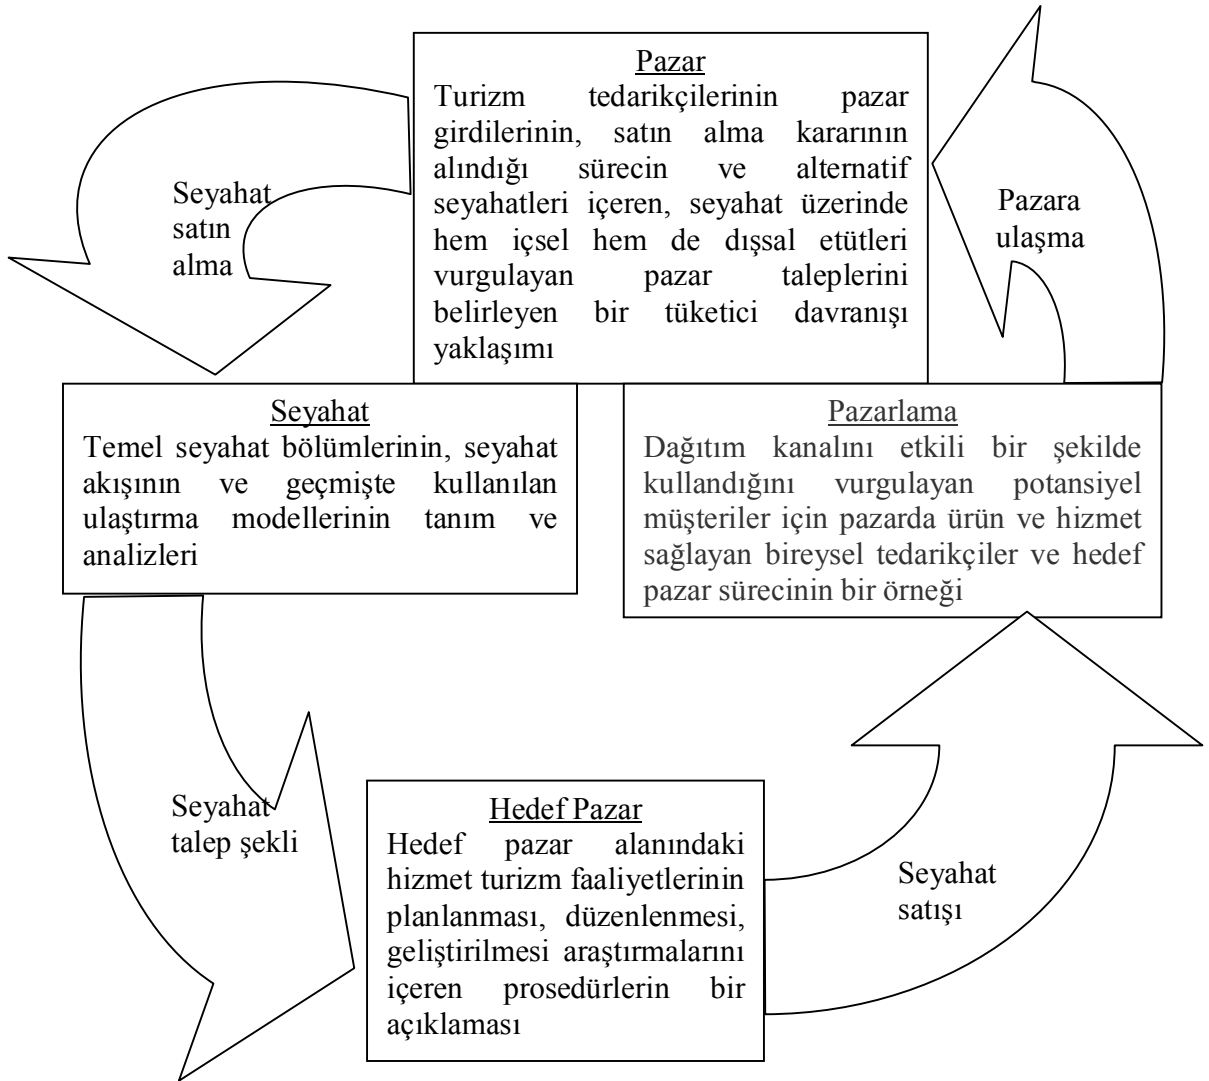 Pazar
Turizm tedarikçilerinin pazar
girdilerinin, satın alma kararının
alındığı sürecin ve alternatif
seyahatleri içeren, seyahat üzerinde
hem içsel hem de dışsal etütleri
vurgulayan pazar taleplerini
belirleyen bir tüketici davranışı
yaklaşımı
Seyahat
satın
alma
Pazara
ulaşma
Seyahat
Temel seyahat bölümlerinin, seyahat
akışının ve geçmişte kullanılan
ulaştırma modellerinin tanım ve
analizleri
Pazarlama
Dağıtım kanalını etkili bir şekilde
kullandığını vurgulayan potansiyel
müşteriler için pazarda ürün ve hizmet
sağlayan bireysel tedarikçiler ve hedef
pazar sürecinin bir örneği
Seyahat
talep şekli
Hedef Pazar
Hedef pazar alanındaki
hizmet turizm faaliyetlerinin
planlanması, düzenlenmesi,
geliştirilmesi araştırmalarını
içeren prosedürlerin bir
açıklaması
Seyahat
satışı